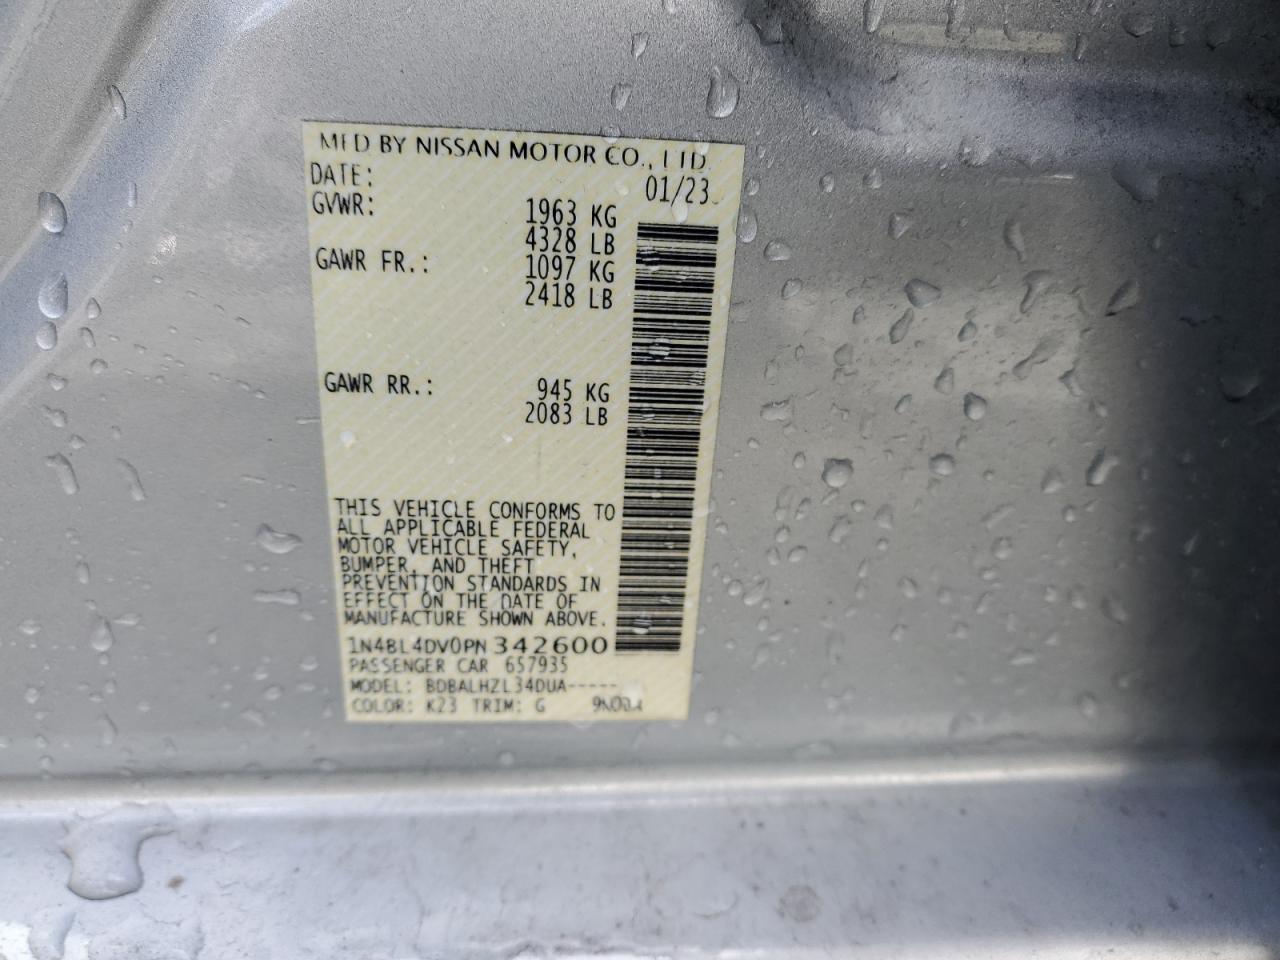 MFD BY NISSAN MOTOR CO., LTD.
DATE: 01/23
GVWR: 1963 KG
4328 LB
GAWR FR.: 1097 KG
2418 LB
GAWR RR.: 945 KG
2083 LB
THIS VEHICLE CONFORMS TO
ALL APPLICABLE FEDERAL
MOTOR VEHICLE SAFETY,
BUMPER, AND THEFT
PREVENTION STANDARDS IN
EFFECT ON THE DATE OF
MANUFACTURE SHOWN ABOVE.
1N4BL4DV0PN342600
PASSENGER CAR 657935
MODEL: BDBALHZL34DUA-----
COLOR: K23 TRIM: G